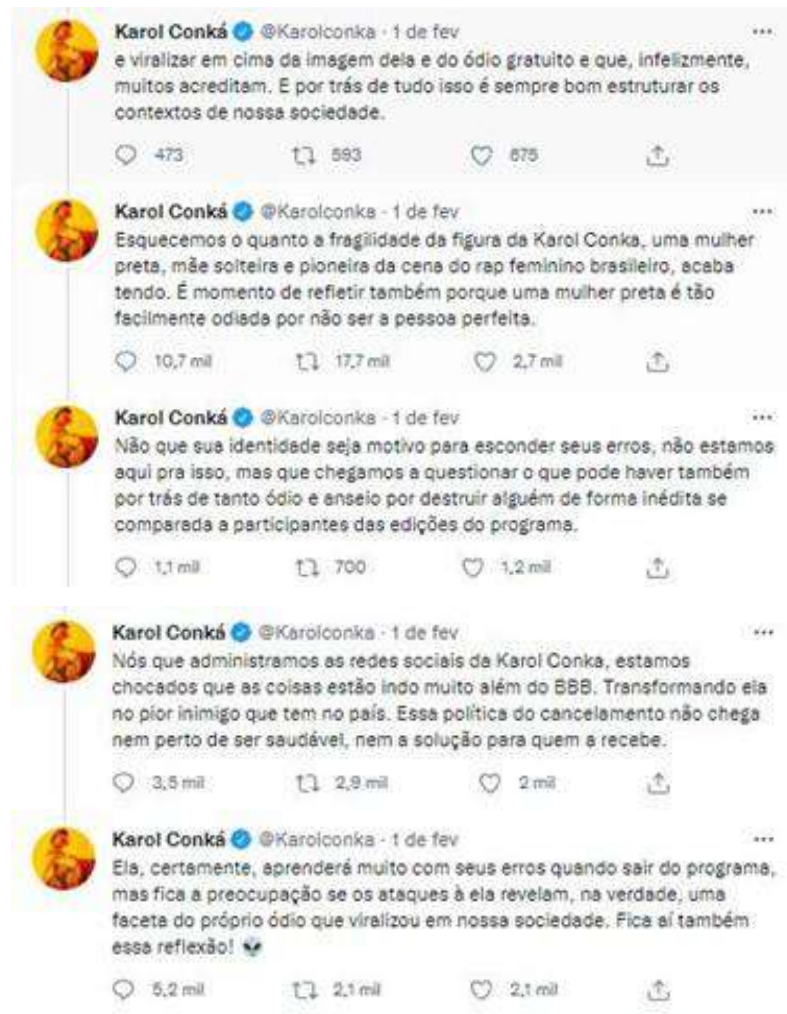 Karol Conká @Karolconka · 1 de fev
e viralizar em cima da imagem dela e do ódio gratuito e que, infelizmente,
muitos acreditam. E por trás de tudo isso é sempre bom estruturar os
contextos de nossa sociedade.
473 593 675
Karol Conká @Karolconka · 1 de fev
Esquecemos o quanto a fragilidade da figura da Karol Conka, uma mulher
preta, mãe solteira e pioneira da cena do rap feminino brasileiro, acaba
tendo. É momento de refletir também porque uma mulher preta é tão
facilmente odiada por não ser a pessoa perfeita.
10,7 mil 17,7 mil 2,7 mil
Karol Conká @Karolconka · 1 de fev
Não que sua identidade seja motivo para esconder seus erros, não estamos
aqui pra isso, mas que chegamos a questionar o que pode haver também
por trás de tanto ódio e anseio por destruir alguém de forma inédita se
comparada a participantes das edições do programa.
1,1 mil 700 1,2 mil
Karol Conká @Karolconka · 1 de fev
Nós que administramos as redes sociais da Karol Conka, estamos
chocados que as coisas estão indo muito além do BBB. Transformando ela
no pior inimigo que tem no país. Essa política do cancelamento não chega
nem perto de ser saudável, nem a solução para quem a recebe.
3,5 mil 2,9 mil 2 mil
Karol Conká @Karolconka · 1 de fev
Ela, certamente, aprenderá muito com seus erros quando sair do programa,
mas fica a preocupação se os ataques à ela revelam, na verdade, uma
faceta do próprio ódio que viralizou em nossa sociedade. Fica aí também
essa reflexão! 👽
5,2 mil 2,1 mil 2,1 mil